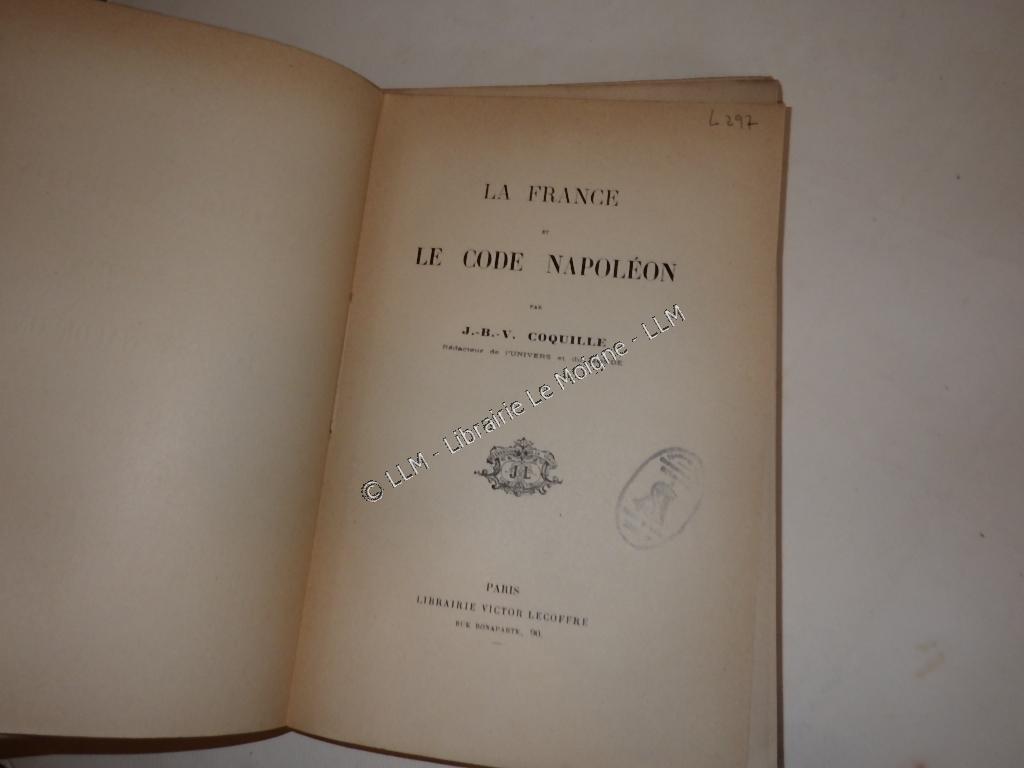 L 297
LA FRANCE
ET
LE CODE NAPOLÉON
PAR
J.-B.-V. COQUILLE
Rédacteur de l'UNIVERS et du
© LLM - Librairie Le Moigne - LLM
PARIS
LIBRAIRIE VICTOR LECOFFRE
RUE BONAPARTE, 90.